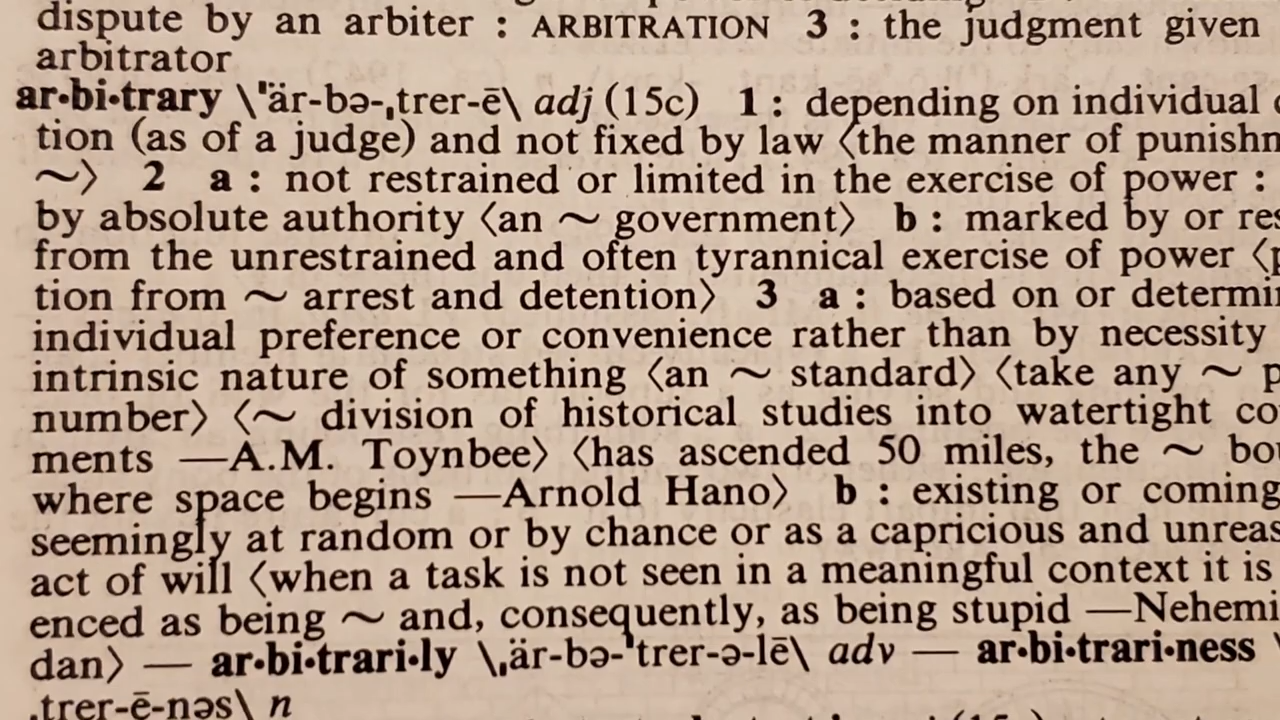 dispute by an arbiter : ARBITRATION 3 : the judgment given
arbitrator
ar·bi·trary \ˈär-bə-ˌtrer-ē\ adj (15c) 1 : depending on individual
tion (as of a judge) and not fixed by law ⟨the manner of punishm
~⟩ 2 a : not restrained or limited in the exercise of power :
by absolute authority ⟨an ~ government⟩ b : marked by or res
from the unrestrained and often tyrannical exercise of power ⟨p
tion from ~ arrest and detention⟩ 3 a : based on or determin
individual preference or convenience rather than by necessity
intrinsic nature of something ⟨an ~ standard⟩ ⟨take any ~ p
number⟩ ⟨~ division of historical studies into watertight co
ments —A.M. Toynbee⟩ ⟨has ascended 50 miles, the ~ bou
where space begins —Arnold Hano⟩ b : existing or coming
seemingly at random or by chance or as a capricious and unreas
act of will ⟨when a task is not seen in a meaningful context it is
enced as being ~ and, consequently, as being stupid —Nehemi
dan⟩ — ar·bi·trari·ly \ˌär-bə-ˈtrer-ə-lē\ adv — ar·bi·trari·ness \
ˌtrer-ē-nəs\ n